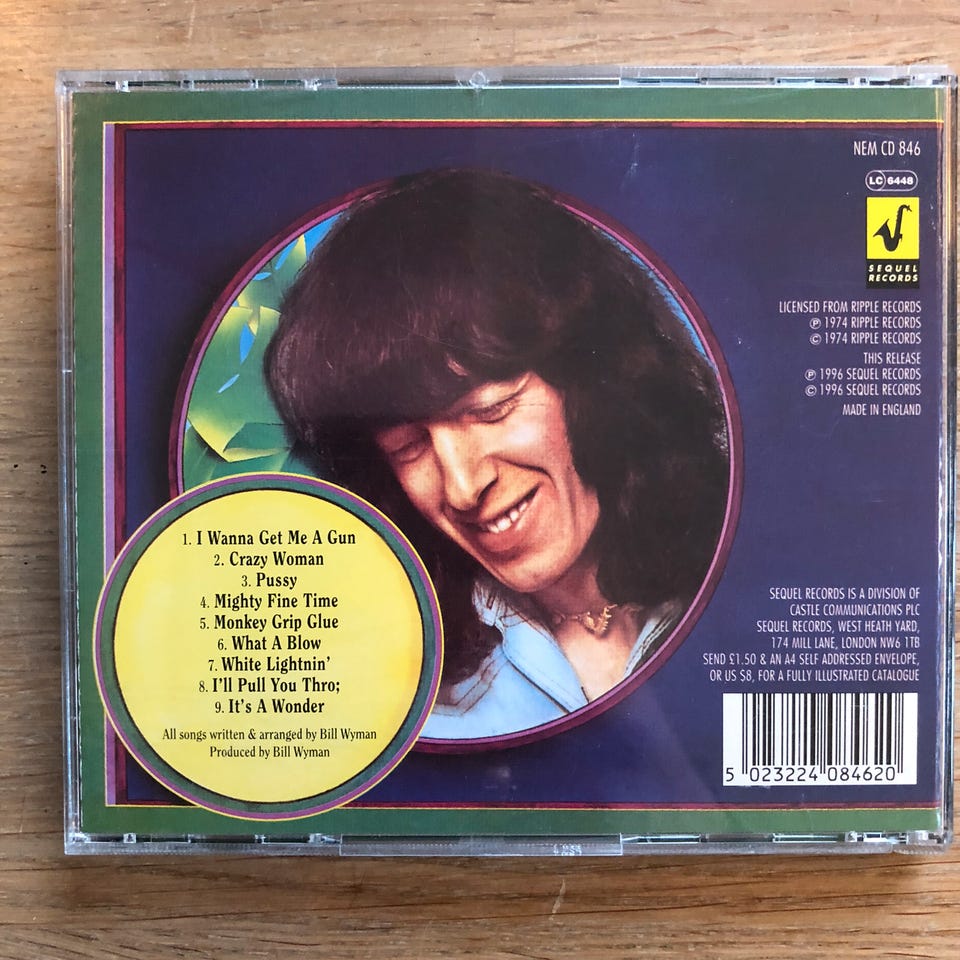 NEM CD 846
LC 6448
SEQUEL
RECORDS
LICENSED FROM RIPPLE RECORDS
℗ 1974 RIPPLE RECORDS
© 1974 RIPPLE RECORDS
THIS RELEASE
℗ 1996 SEQUEL RECORDS
© 1996 SEQUEL RECORDS
MADE IN ENGLAND
1. I Wanna Get Me A Gun
2. Crazy Woman
3. Pussy
4. Mighty Fine Time
5. Monkey Grip Glue
6. What A Blow
7. White Lightnin'
8. I'll Pull You Thro;
9. It's A Wonder
All songs written & arranged by Bill Wyman
Produced by Bill Wyman
SEQUEL RECORDS IS A DIVISION OF
CASTLE COMMUNICATIONS PLC
SEQUEL RECORDS, WEST HEATH YARD,
174 MILL LANE, LONDON NW6 1TB
SEND £1.50 & AN A4 SELF ADDRESSED ENVELOPE,
OR US $8, FOR A FULLY ILLUSTRATED CATALOGUE
5 023224 084620